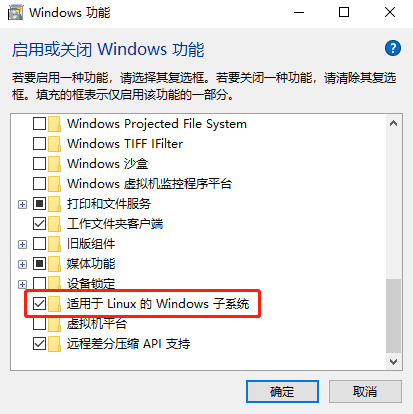 Windows 功能
启用或关闭 Windows 功能
若要启用一种功能，请选择其复选框。若要关闭一种功能，请清除其复选
框。填充的框表示仅启用该功能的一部分。
Windows Projected File System
Windows TIFF IFilter
Windows 沙盒
Windows 虚拟机监控程序平台
打印和文件服务
工作文件夹客户端
旧版组件
媒体功能
设备锁定
适用于 Linux 的 Windows 子系统
虚拟机平台
远程差分压缩 API 支持
确定
取消